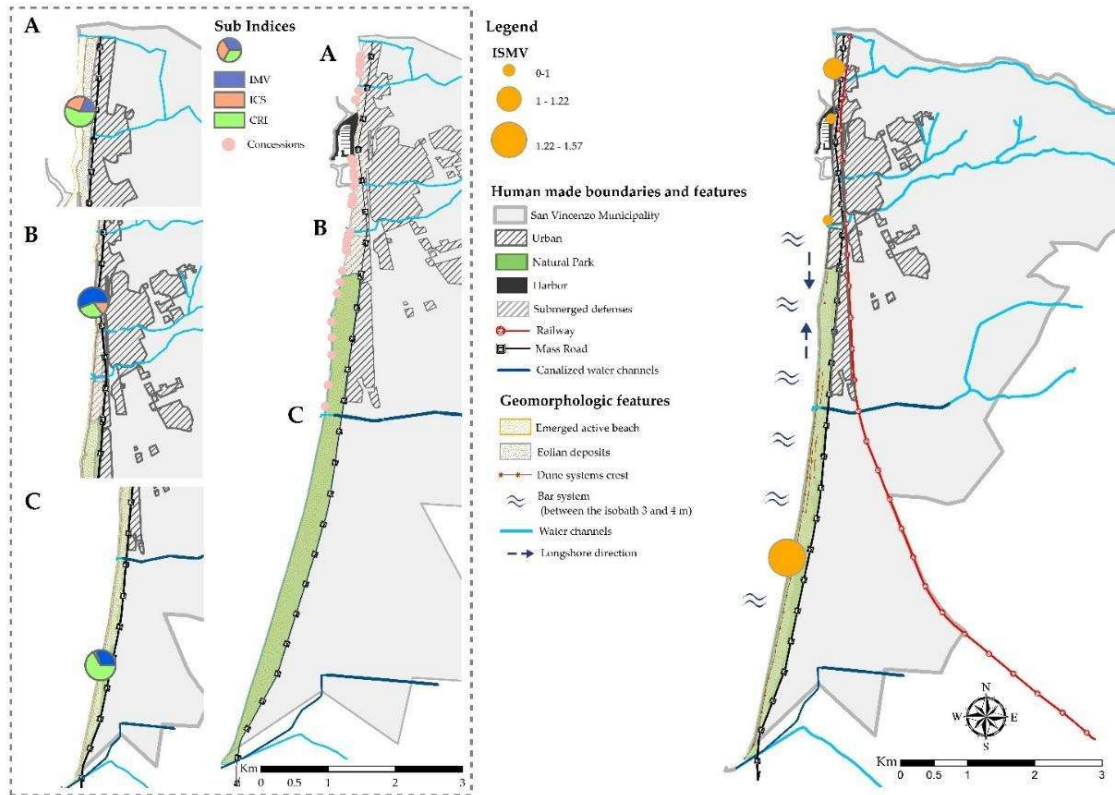 A
Sub Indices
IMV
ICS
CRI
Concessions
B
C
A
B
C
Km
0 0.5 1 2 3
Legend
ISMV
0-1
1 - 1.22
1.22 - 1.57
Human made boundaries and features
San Vincenzo Municipality
Urban
Natural Park
Harbor
Submerged defenses
Railway
Mass Road
Canalized water channels
Geomorphologic features
Emerged active beach
Eolian deposits
Dune systems crest
Bar system
(between the isobath 3 and 4 m)
Water channels
Longshore direction
N
W E
S
Km
0 0.5 1 2 3